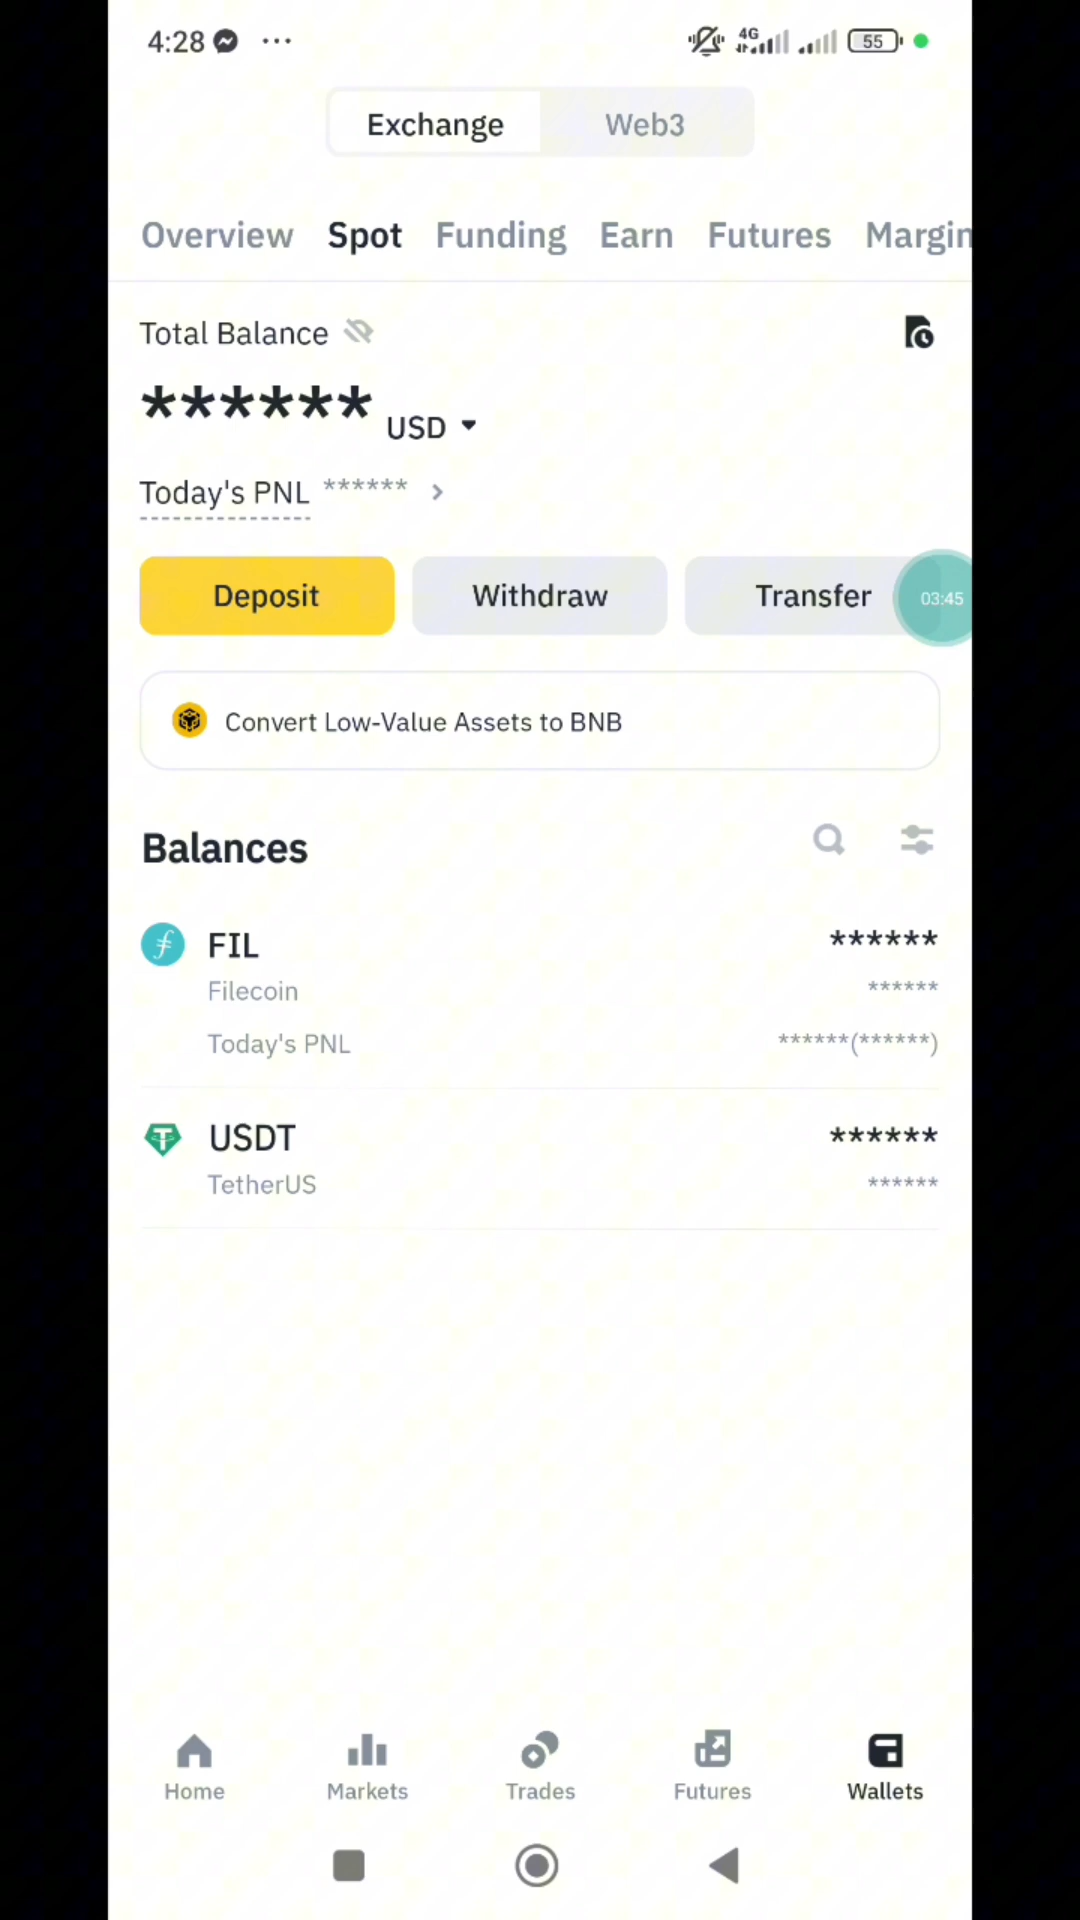 4:28
4G
55
Exchange Web3
Overview Spot Funding Earn Futures Margin
Total Balance
****** USD
Today's PNL ****** >
Deposit Withdraw Transfer
03:45
Convert Low-Value Assets to BNB
Balances
FIL ******
Filecoin ******
Today's PNL ******(******)
USDT ******
TetherUS ******
Home Markets Trades Futures Wallets